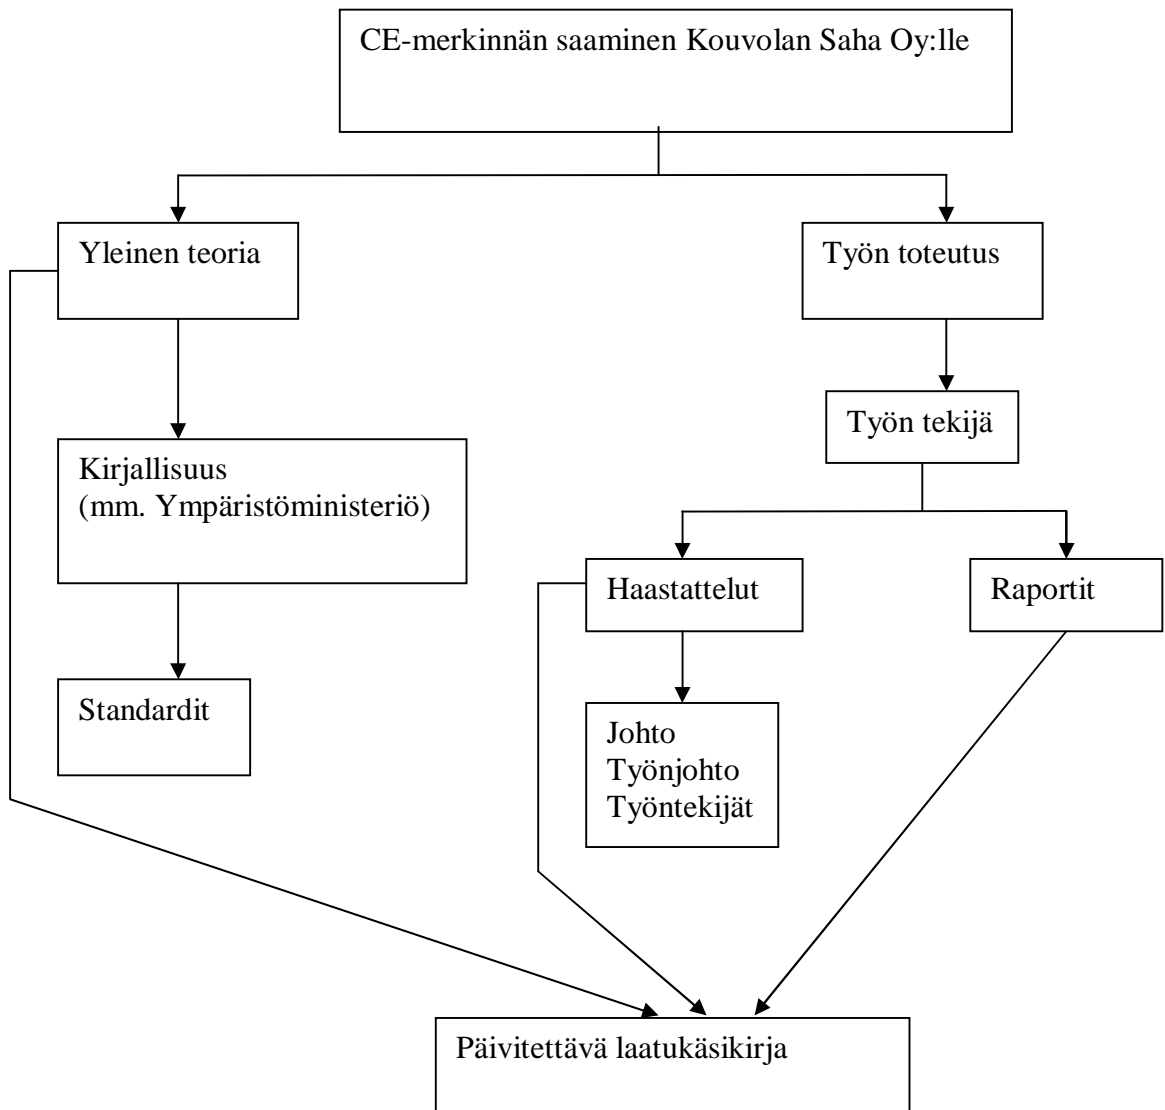 CE-merkinnän saaminen Kouvolan Saha Oy:lle
Yleinen teoria
Työn toteutus
Työn tekijä
Kirjallisuus
(mm. Ympäristöministeriö)
Haastattelut
Raportit
Standardit
Johto
Työnjohto
Työntekijät
Päivitettävä laatukäsikirja